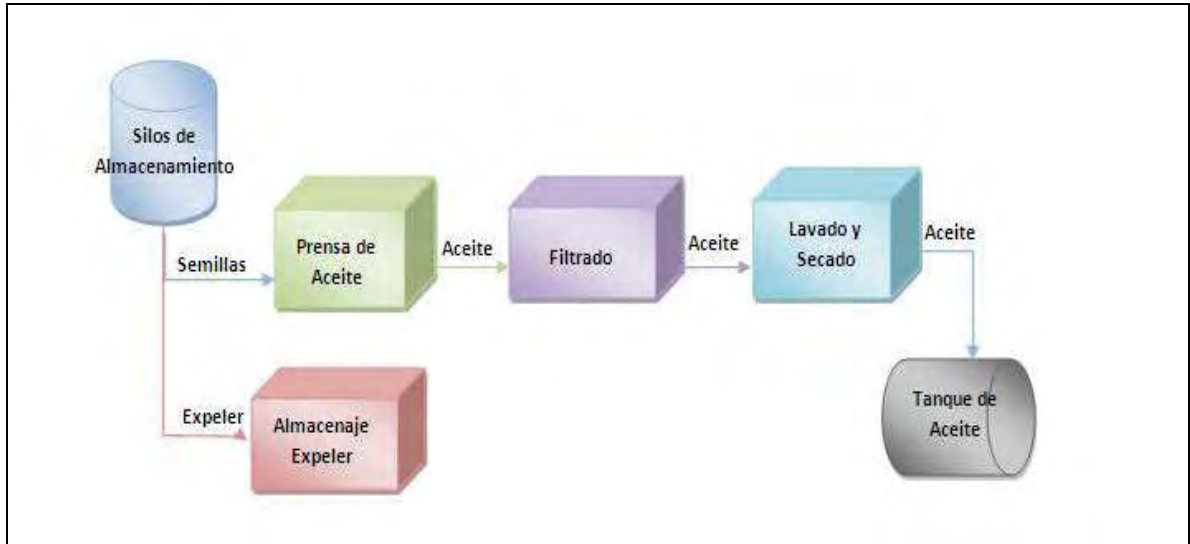 Silos de
Almacenamiento
Semillas
Prensa de
Aceite
Aceite
Filtrado
Aceite
Lavado y
Secado
Aceite
Expeler
Almacenaje
Expeler
Tanque de
Aceite